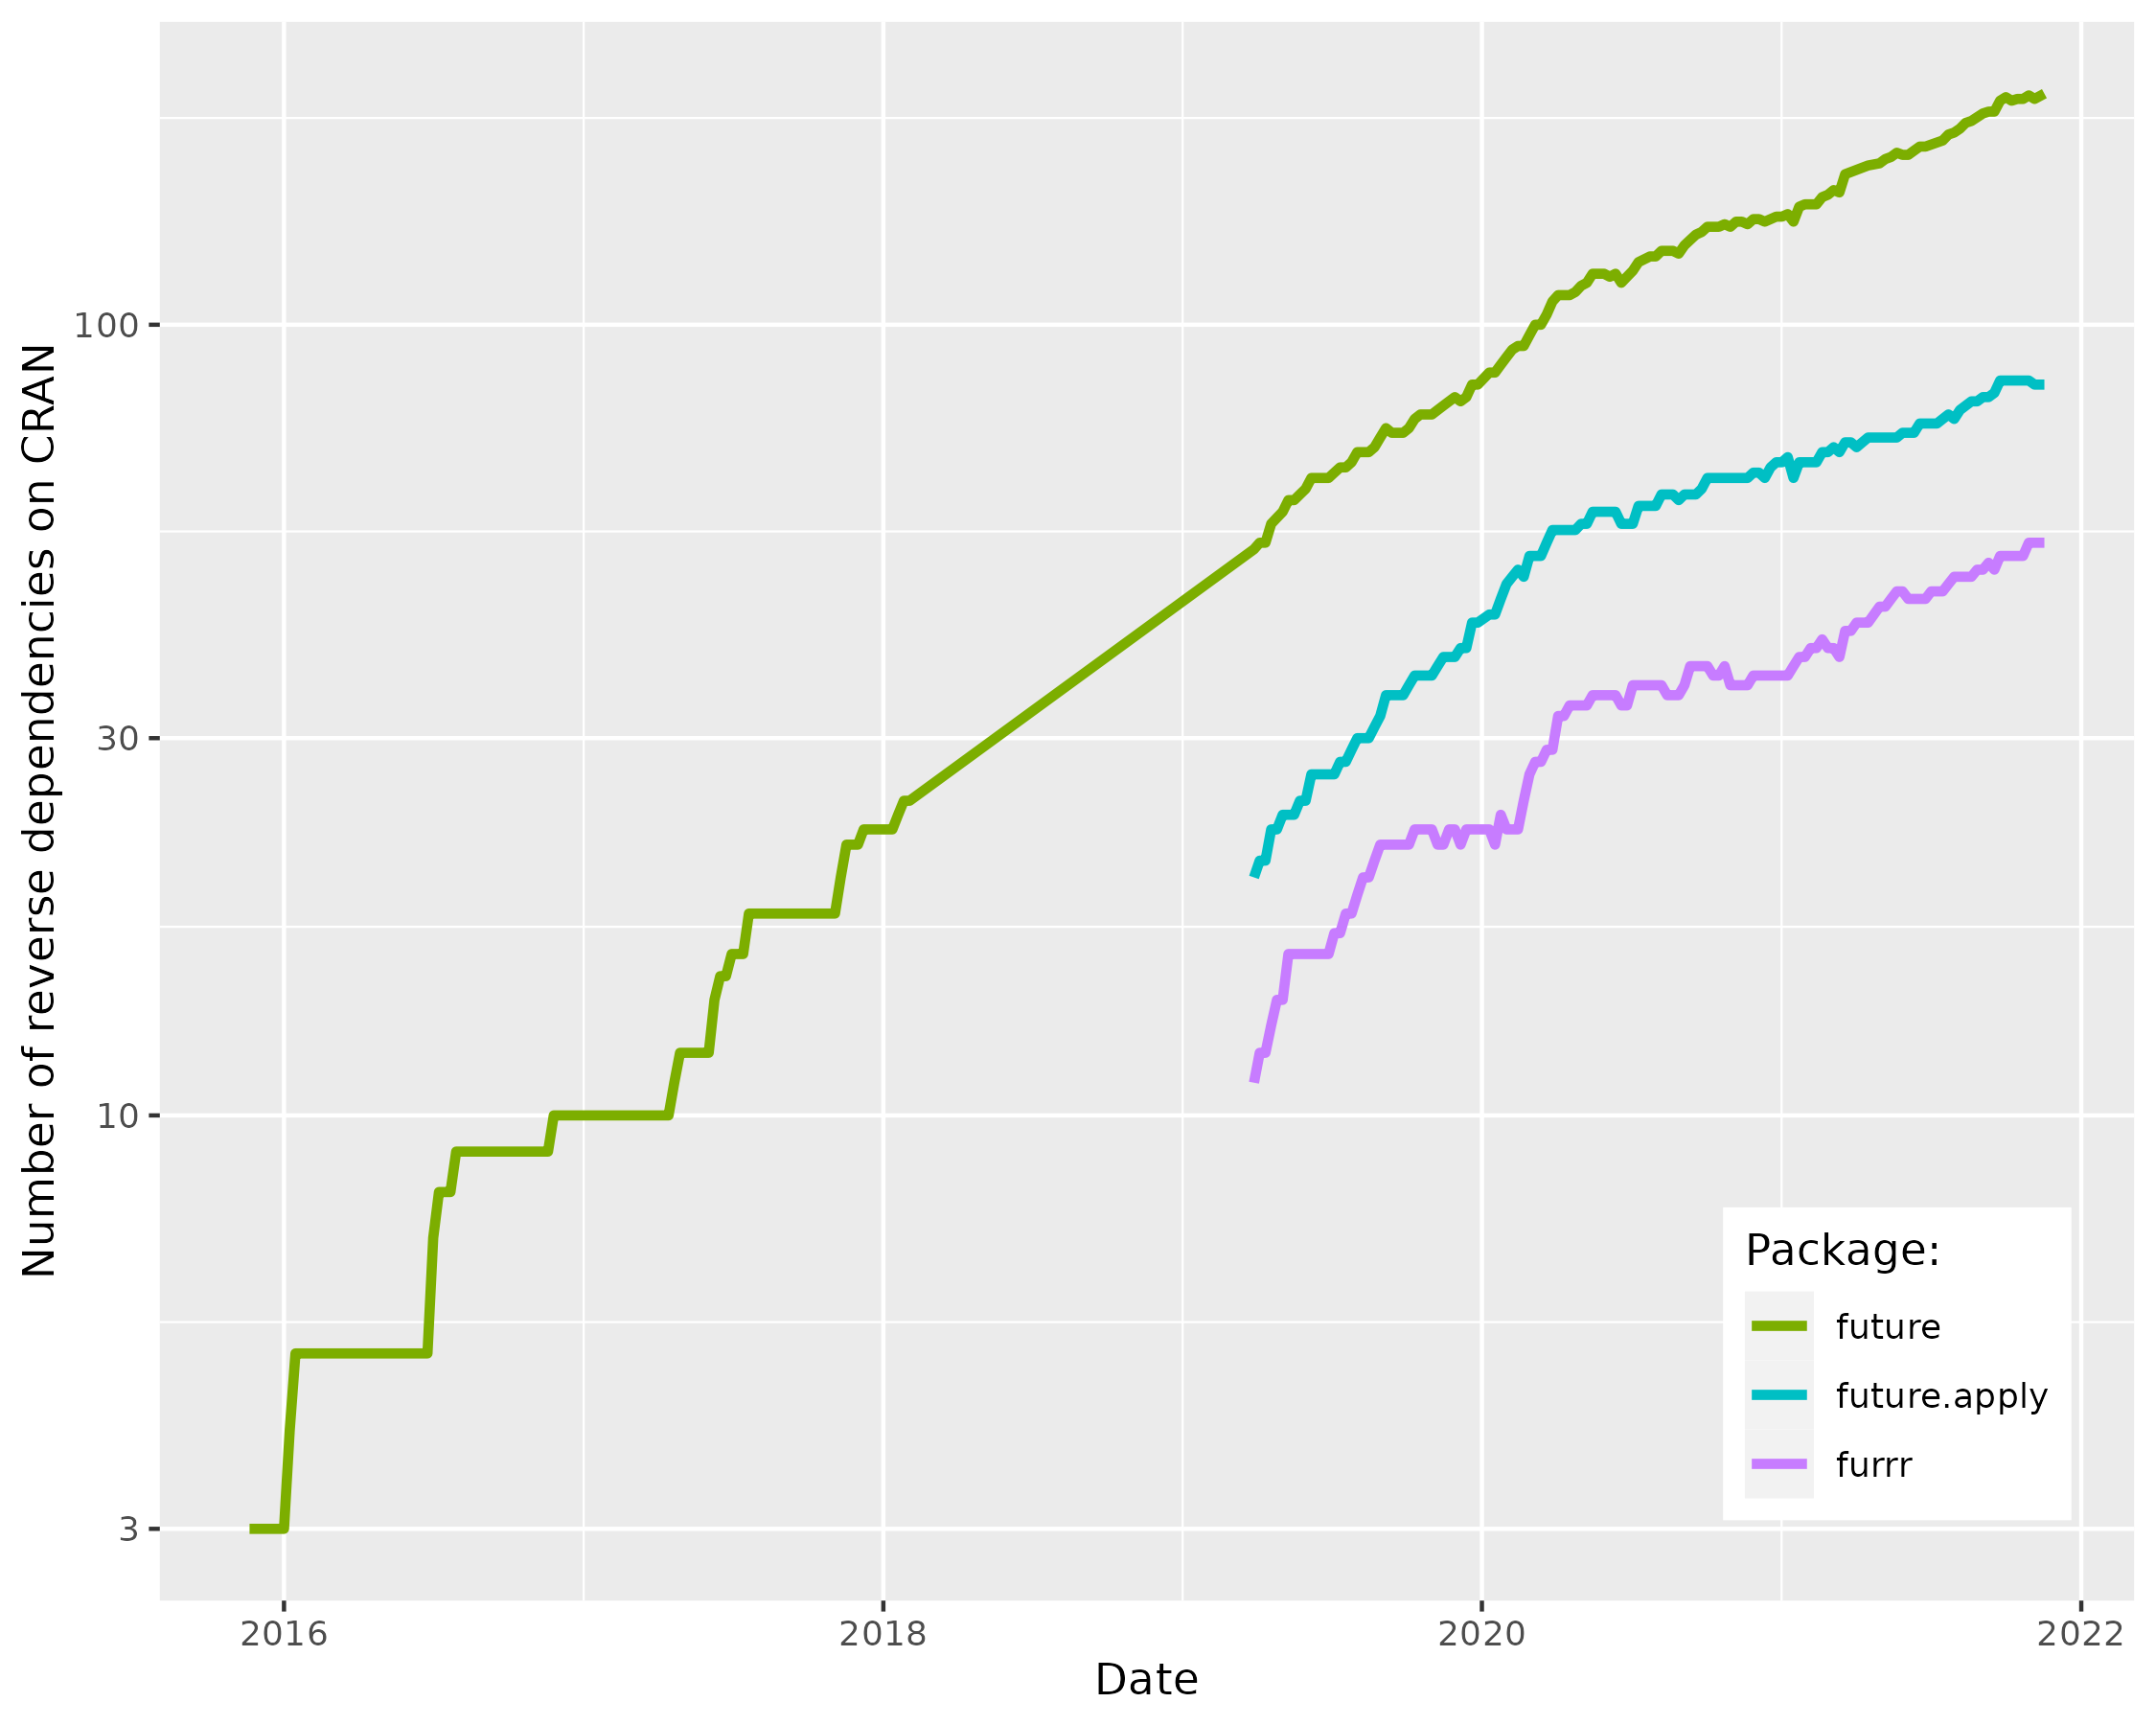 Number of reverse dependencies on CRAN
100
30
10
3
2016
2018
2020
2022
Date
Package:
future
future.apply
furrr